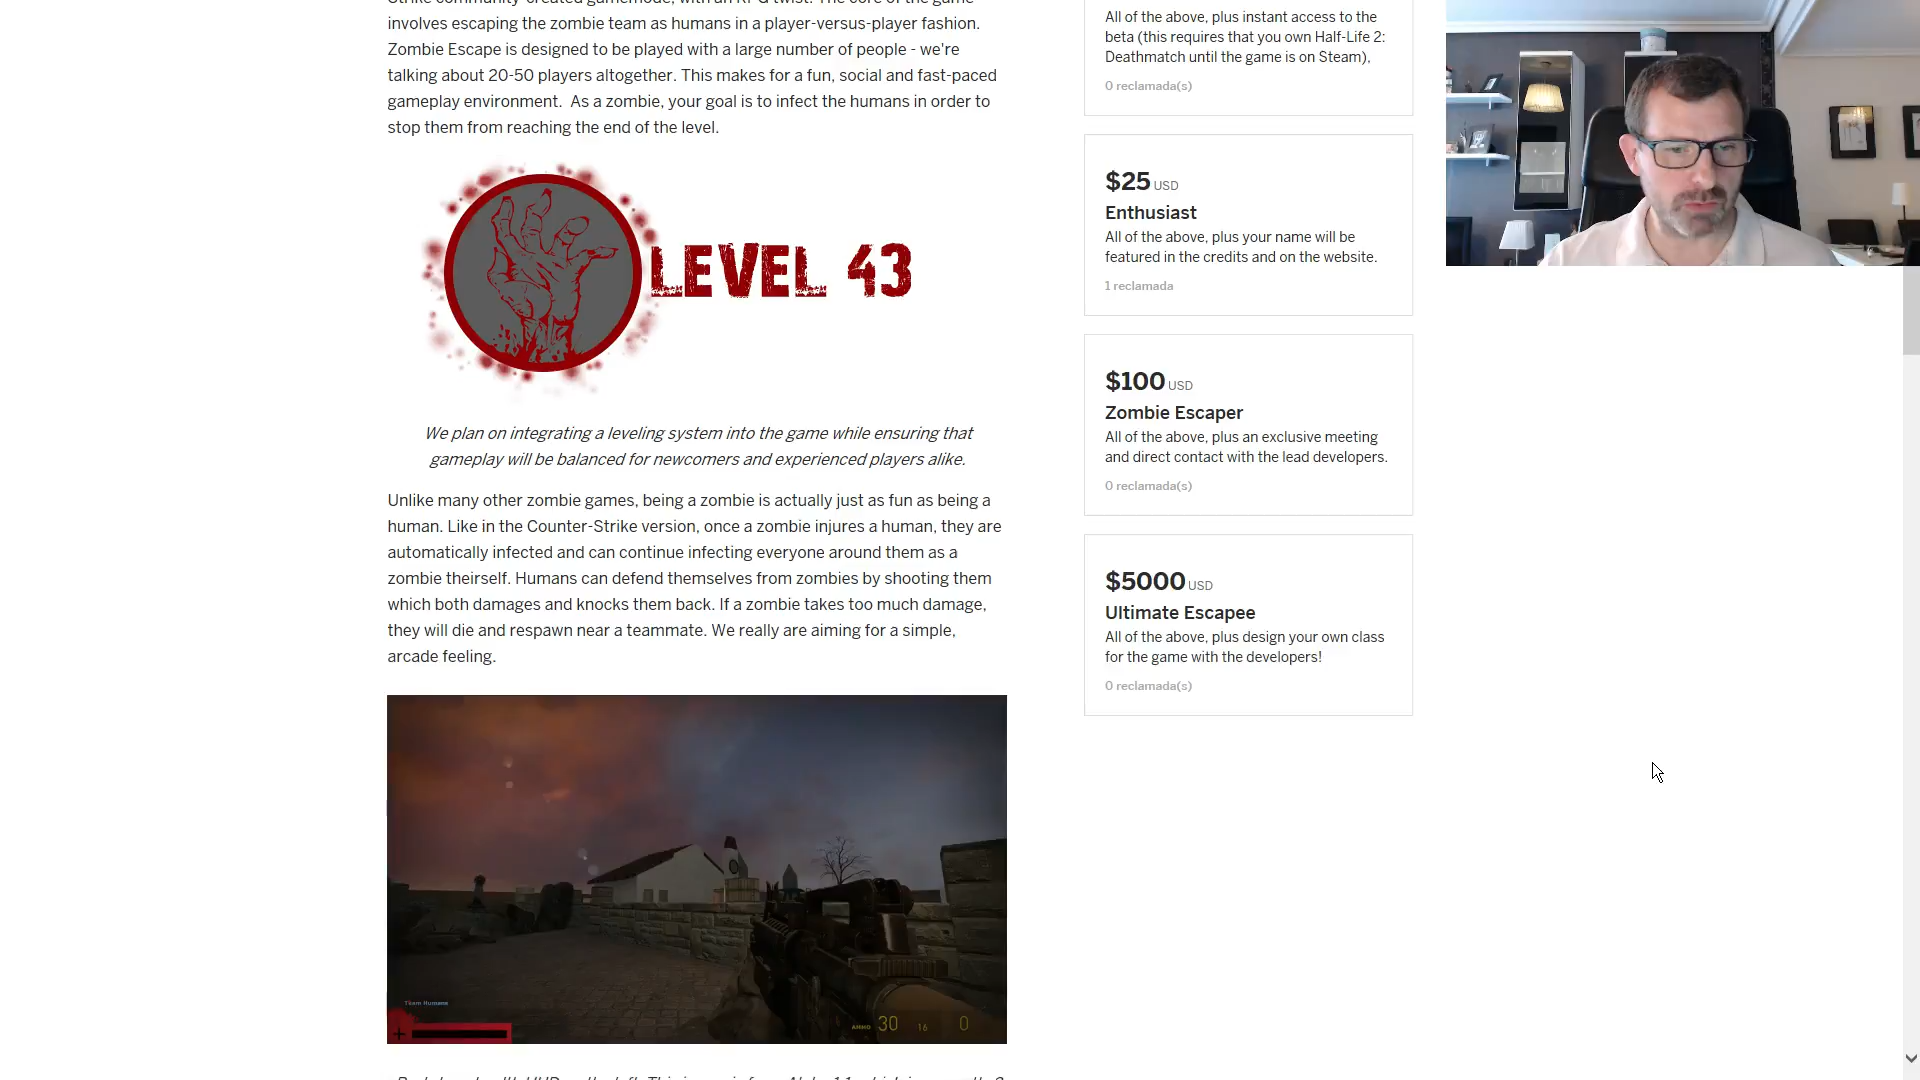 involves escaping the zombie team as humans in a player-versus-player fashion.
Zombie Escape is designed to be played with a large number of people - we're
talking about 20-50 players altogether. This makes for a fun, social and fast-paced
gameplay environment.  As a zombie, your goal is to infect the humans in order to
stop them from reaching the end of the level.
LEVEL 43
We plan on integrating a leveling system into the game while ensuring that
gameplay will be balanced for newcomers and experienced players alike.
Unlike many other zombie games, being a zombie is actually just as fun as being a
human. Like in the Counter-Strike version, once a zombie injures a human, they are
automatically infected and can continue infecting everyone around them as a
zombie theirself. Humans can defend themselves from zombies by shooting them
which both damages and knocks them back. If a zombie takes too much damage,
they will die and respawn near a teammate. We really are aiming for a simple,
arcade feeling.
Team Humans
AMMO 30 16 0
All of the above, plus instant access to the
beta (this requires that you own Half-Life 2:
Deathmatch until the game is on Steam),
0 reclamada(s)
$25 USD
Enthusiast
All of the above, plus your name will be
featured in the credits and on the website.
1 reclamada
$100 USD
Zombie Escaper
All of the above, plus an exclusive meeting
and direct contact with the lead developers.
0 reclamada(s)
$5000 USD
Ultimate Escapee
All of the above, plus design your own class
for the game with the developers!
0 reclamada(s)